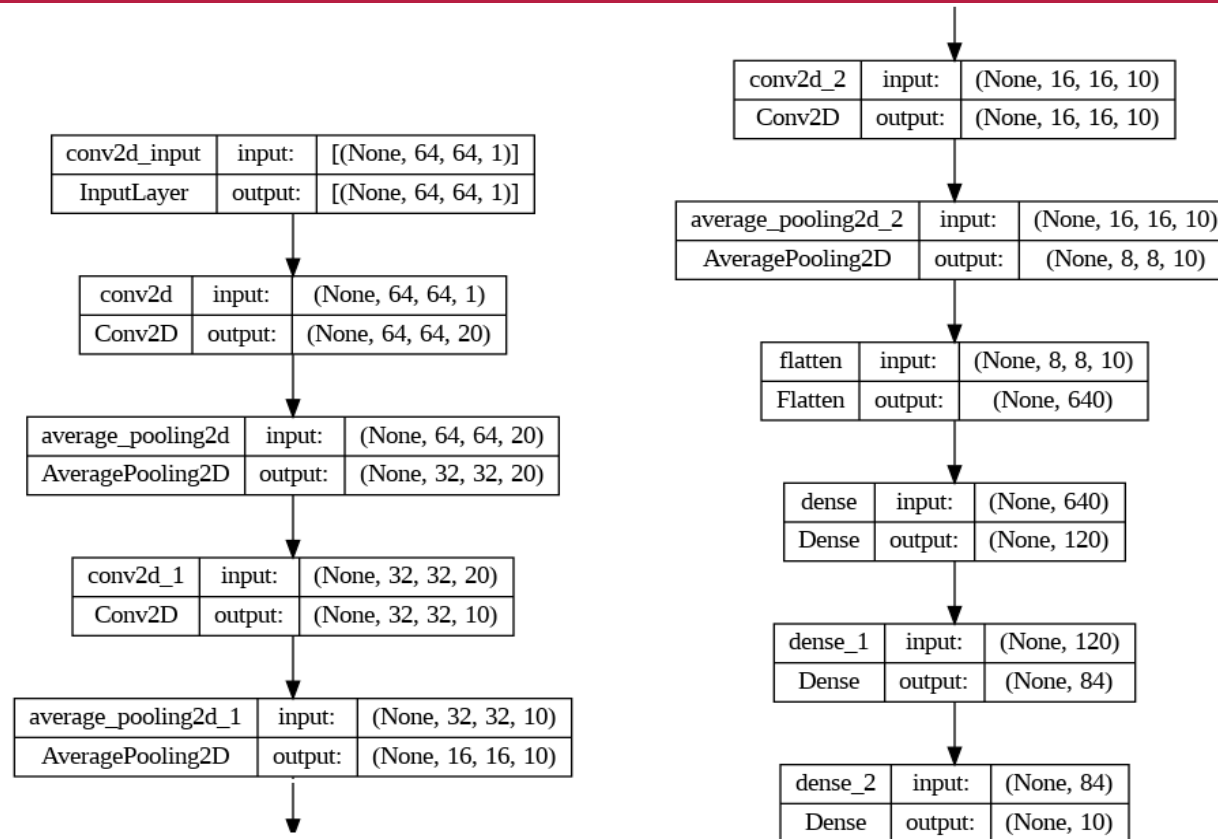 conv2d_input input: [(None, 64, 64, 1)]
InputLayer output: [(None, 64, 64, 1)]
conv2d input: (None, 64, 64, 1)
Conv2D output: (None, 64, 64, 20)
average_pooling2d input: (None, 64, 64, 20)
AveragePooling2D output: (None, 32, 32, 20)
conv2d_1 input: (None, 32, 32, 20)
Conv2D output: (None, 32, 32, 10)
average_pooling2d_1 input: (None, 32, 32, 10)
AveragePooling2D output: (None, 16, 16, 10)
conv2d_2 input: (None, 16, 16, 10)
Conv2D output: (None, 16, 16, 10)
average_pooling2d_2 input: (None, 16, 16, 10)
AveragePooling2D output: (None, 8, 8, 10)
flatten input: (None, 8, 8, 10)
Flatten output: (None, 640)
dense input: (None, 640)
Dense output: (None, 120)
dense_1 input: (None, 120)
Dense output: (None, 84)
dense_2 input: (None, 84)
Dense output: (None, 10)